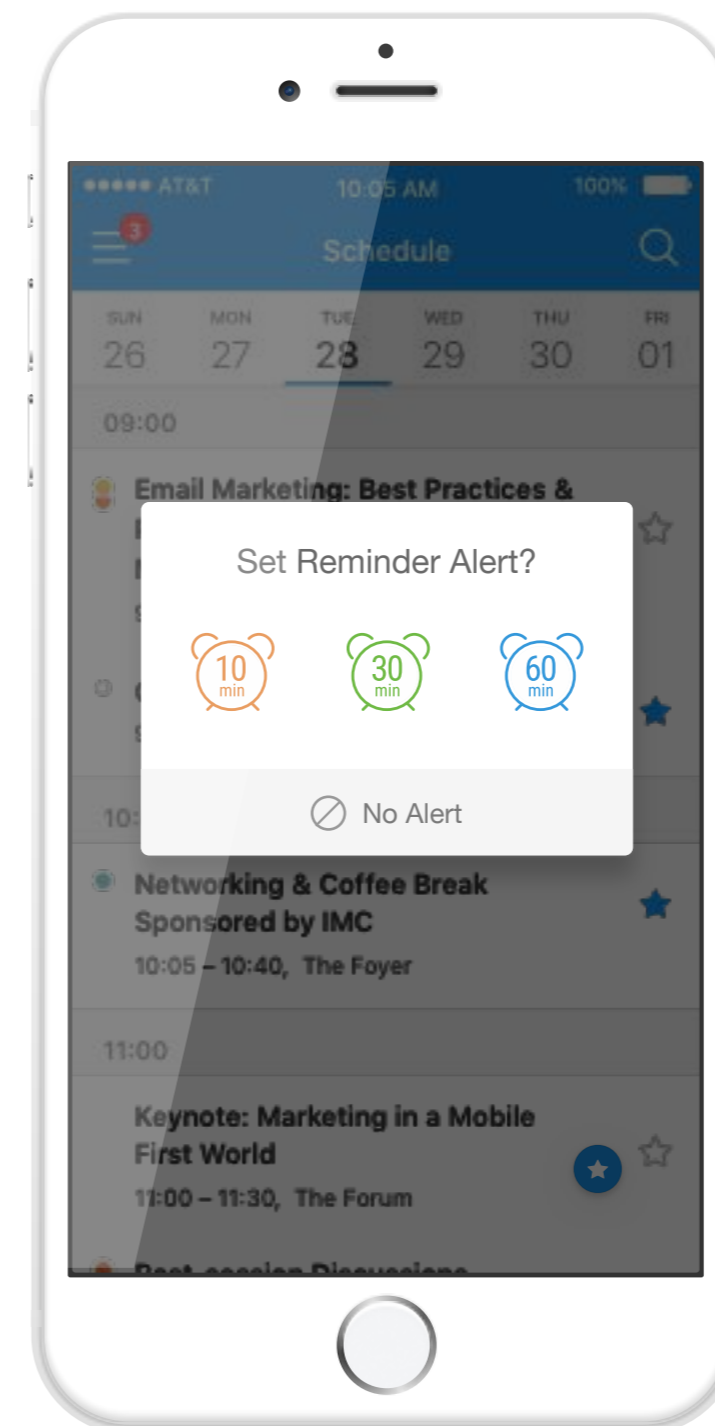 AT&T 10:05 AM 100%
3
Schedule
SUN MON TUE WED THU FRI
26 27 28 29 30 01
09:00
Email Marketing: Best Practices &
Set Reminder Alert?
10 30 60
min min min
No Alert
10:
Networking & Coffee Break
Sponsored by IMC
10:05 – 10:40, The Foyer
11:00
Keynote: Marketing in a Mobile
First World
11:00 – 11:30, The Forum